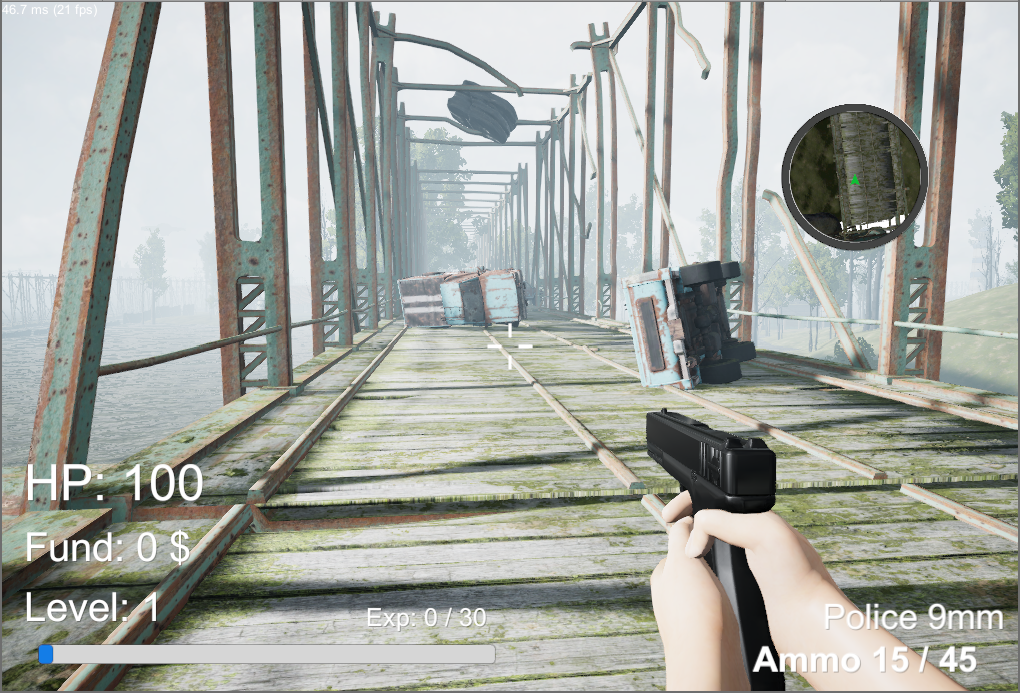 46.7 ms (21 fps)
HP: 100
Fund: 0 $
Level: 1
Exp: 0 / 30
Police 9mm
Ammo 15 / 45